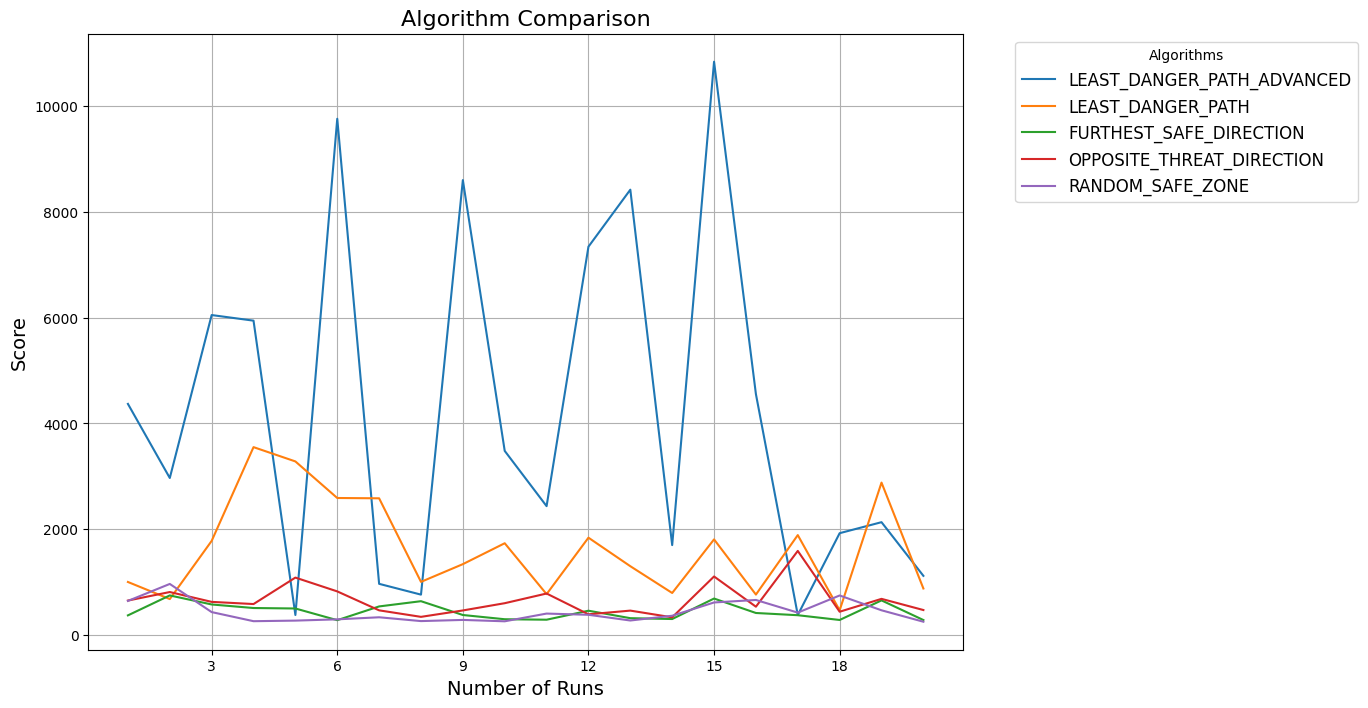 Algorithm Comparison
Score
10000
8000
6000
4000
2000
0
3 6 9 12 15 18
Number of Runs
Algorithms
LEAST_DANGER_PATH_ADVANCED
LEAST_DANGER_PATH
FURTHEST_SAFE_DIRECTION
OPPOSITE_THREAT_DIRECTION
RANDOM_SAFE_ZONE